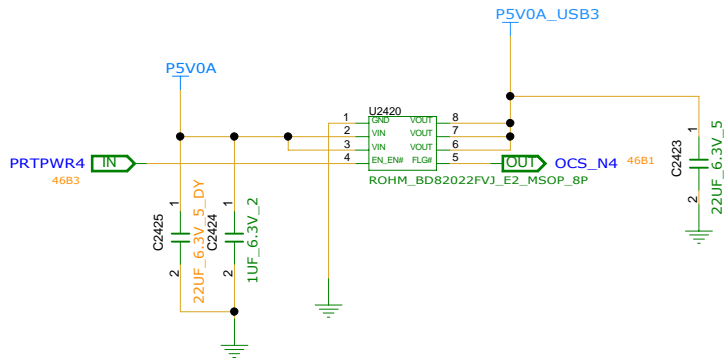 P5V0A_USB3
P5V0A
U2420
1 GND VOUT 8
2 VIN VOUT 7
3 VIN VOUT 6
4 EN_EN# FLG# 5
ROHM_BD82022FVJ_E2_MSOP_8P
PRTPWR4 IN
46B3
OUT OCS_N4 46B1
1
C2423
22UF_6.3V_5
2
1
C2425
22UF_6.3V_5_DY
2
1
C2424
1UF_6.3V_2
2